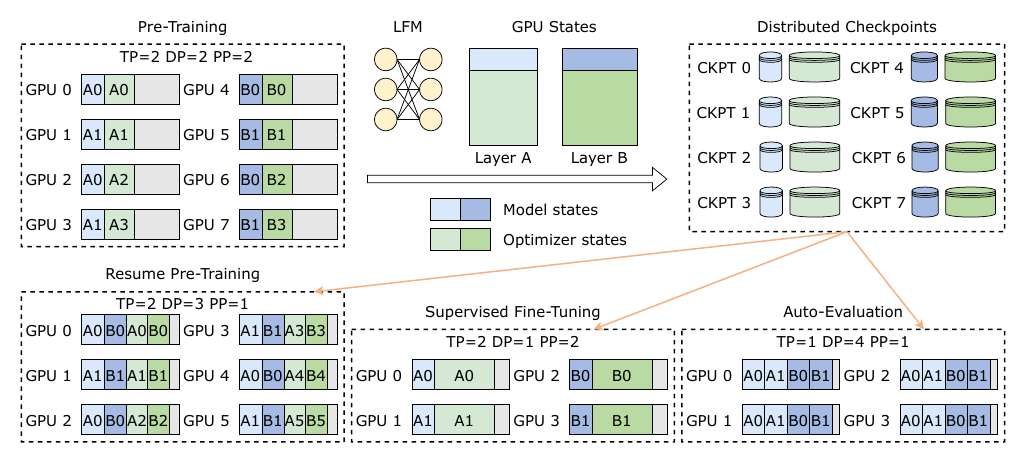 Pre-Training
TP=2 DP=2 PP=2
GPU 0 A0 A0 GPU 4 B0 B0
GPU 1 A1 A1 GPU 5 B1 B1
GPU 2 A0 A2 GPU 6 B0 B2
GPU 3 A1 A3 GPU 7 B1 B3
LFM
GPU States
Layer A Layer B
Model states
Optimizer states
Distributed Checkpoints
CKPT 0 CKPT 4
CKPT 1 CKPT 5
CKPT 2 CKPT 6
CKPT 3 CKPT 7
Resume Pre-Training
TP=2 DP=3 PP=1
GPU 0 A0 B0 A0 B0 GPU 3 A1 B1 A3 B3
GPU 1 A1 B1 A1 B1 GPU 4 A0 B0 A4 B4
GPU 2 A0 B0 A2 B2 GPU 5 A1 B1 A5 B5
Supervised Fine-Tuning
TP=2 DP=1 PP=2
GPU 0 A0 A0 GPU 2 B0 B0
GPU 1 A1 A1 GPU 3 B1 B1
Auto-Evaluation
TP=1 DP=4 PP=1
GPU 0 A0 A1 B0 B1 GPU 2 A0 A1 B0 B1
GPU 1 A0 A1 B0 B1 GPU 3 A0 A1 B0 B1